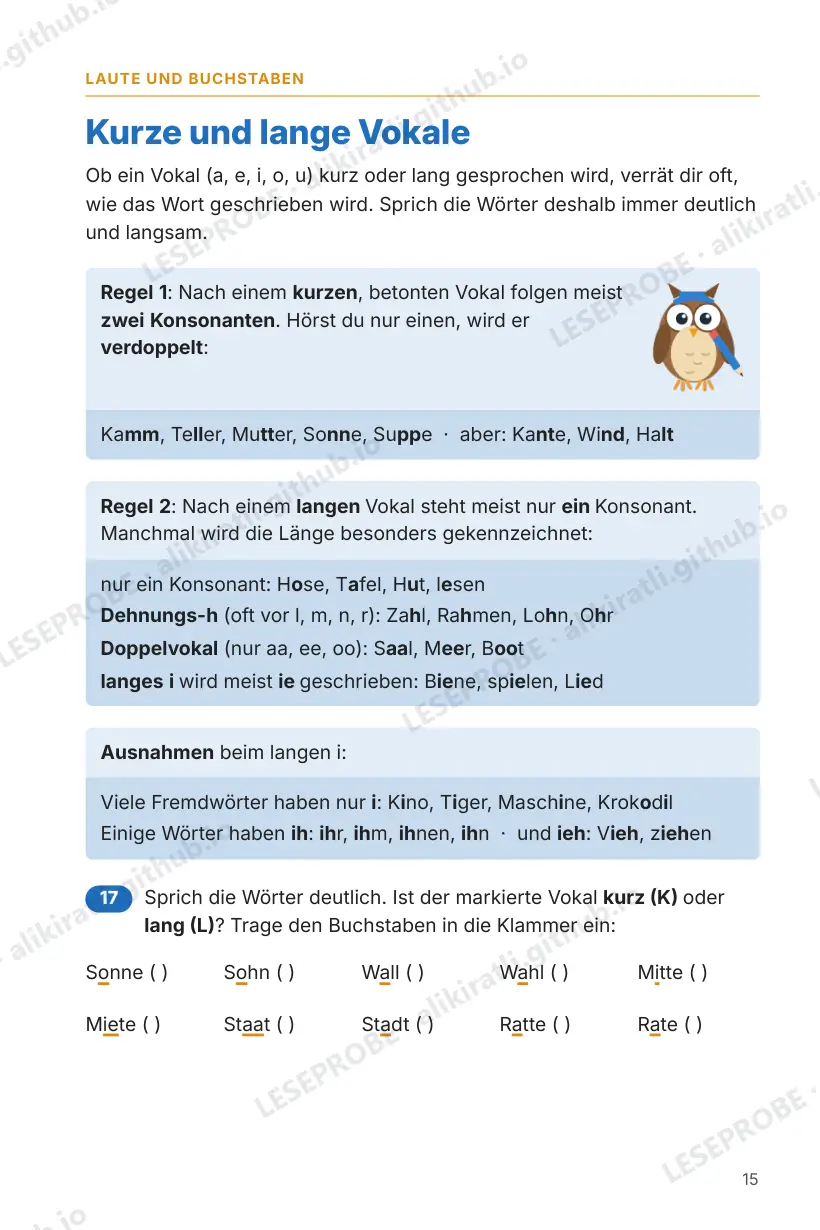 LAUTE UND BUCHSTABEN
Kurze und lange Vokale
Ob ein Vokal (a, e, i, o, u) kurz oder lang gesprochen wird, verrät dir oft,
wie das Wort geschrieben wird. Sprich die Wörter deshalb immer deutlich
und langsam.
Regel 1: Nach einem kurzen, betonten Vokal folgen meist
zwei Konsonanten. Hörst du nur einen, wird er
verdoppelt:
Kamm, Teller, Mutter, Sonne, Suppe · aber: Kante, Wind, Halt
Regel 2: Nach einem langen Vokal steht meist nur ein Konsonant.
Manchmal wird die Länge besonders gekennzeichnet:
nur ein Konsonant: Hose, Tafel, Hut, lesen
Dehnungs-h (oft vor l, m, n, r): Zahl, Rahmen, Lohn, Ohr
Doppelvokal (nur aa, ee, oo): Saal, Meer, Boot
langes i wird meist ie geschrieben: Biene, spielen, Lied
Ausnahmen beim langen i:
Viele Fremdwörter haben nur i: Kino, Tiger, Maschine, Krokodil
Einige Wörter haben ih: ihr, ihm, ihnen, ihn · und ieh: Vieh, ziehen
17 Sprich die Wörter deutlich. Ist der markierte Vokal kurz (K) oder
lang (L)? Trage den Buchstaben in die Klammer ein:
Sonne ( ) Sohn ( ) Wall ( ) Wahl ( ) Mitte ( )
Miete ( ) Staat ( ) Stadt ( ) Ratte ( ) Rate ( )
15
LESEPROBE · alikiratli.github.io